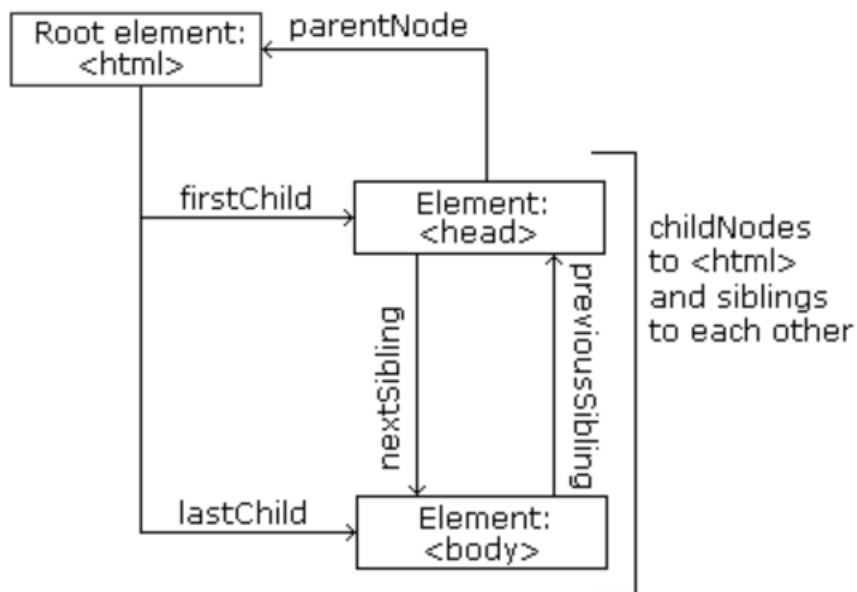 Root element:
<html>
parentNode
firstChild
Element:
<head>
childNodes
to <html>
and siblings
to each other
nextSibling
previousSibling
lastChild
Element:
<body>